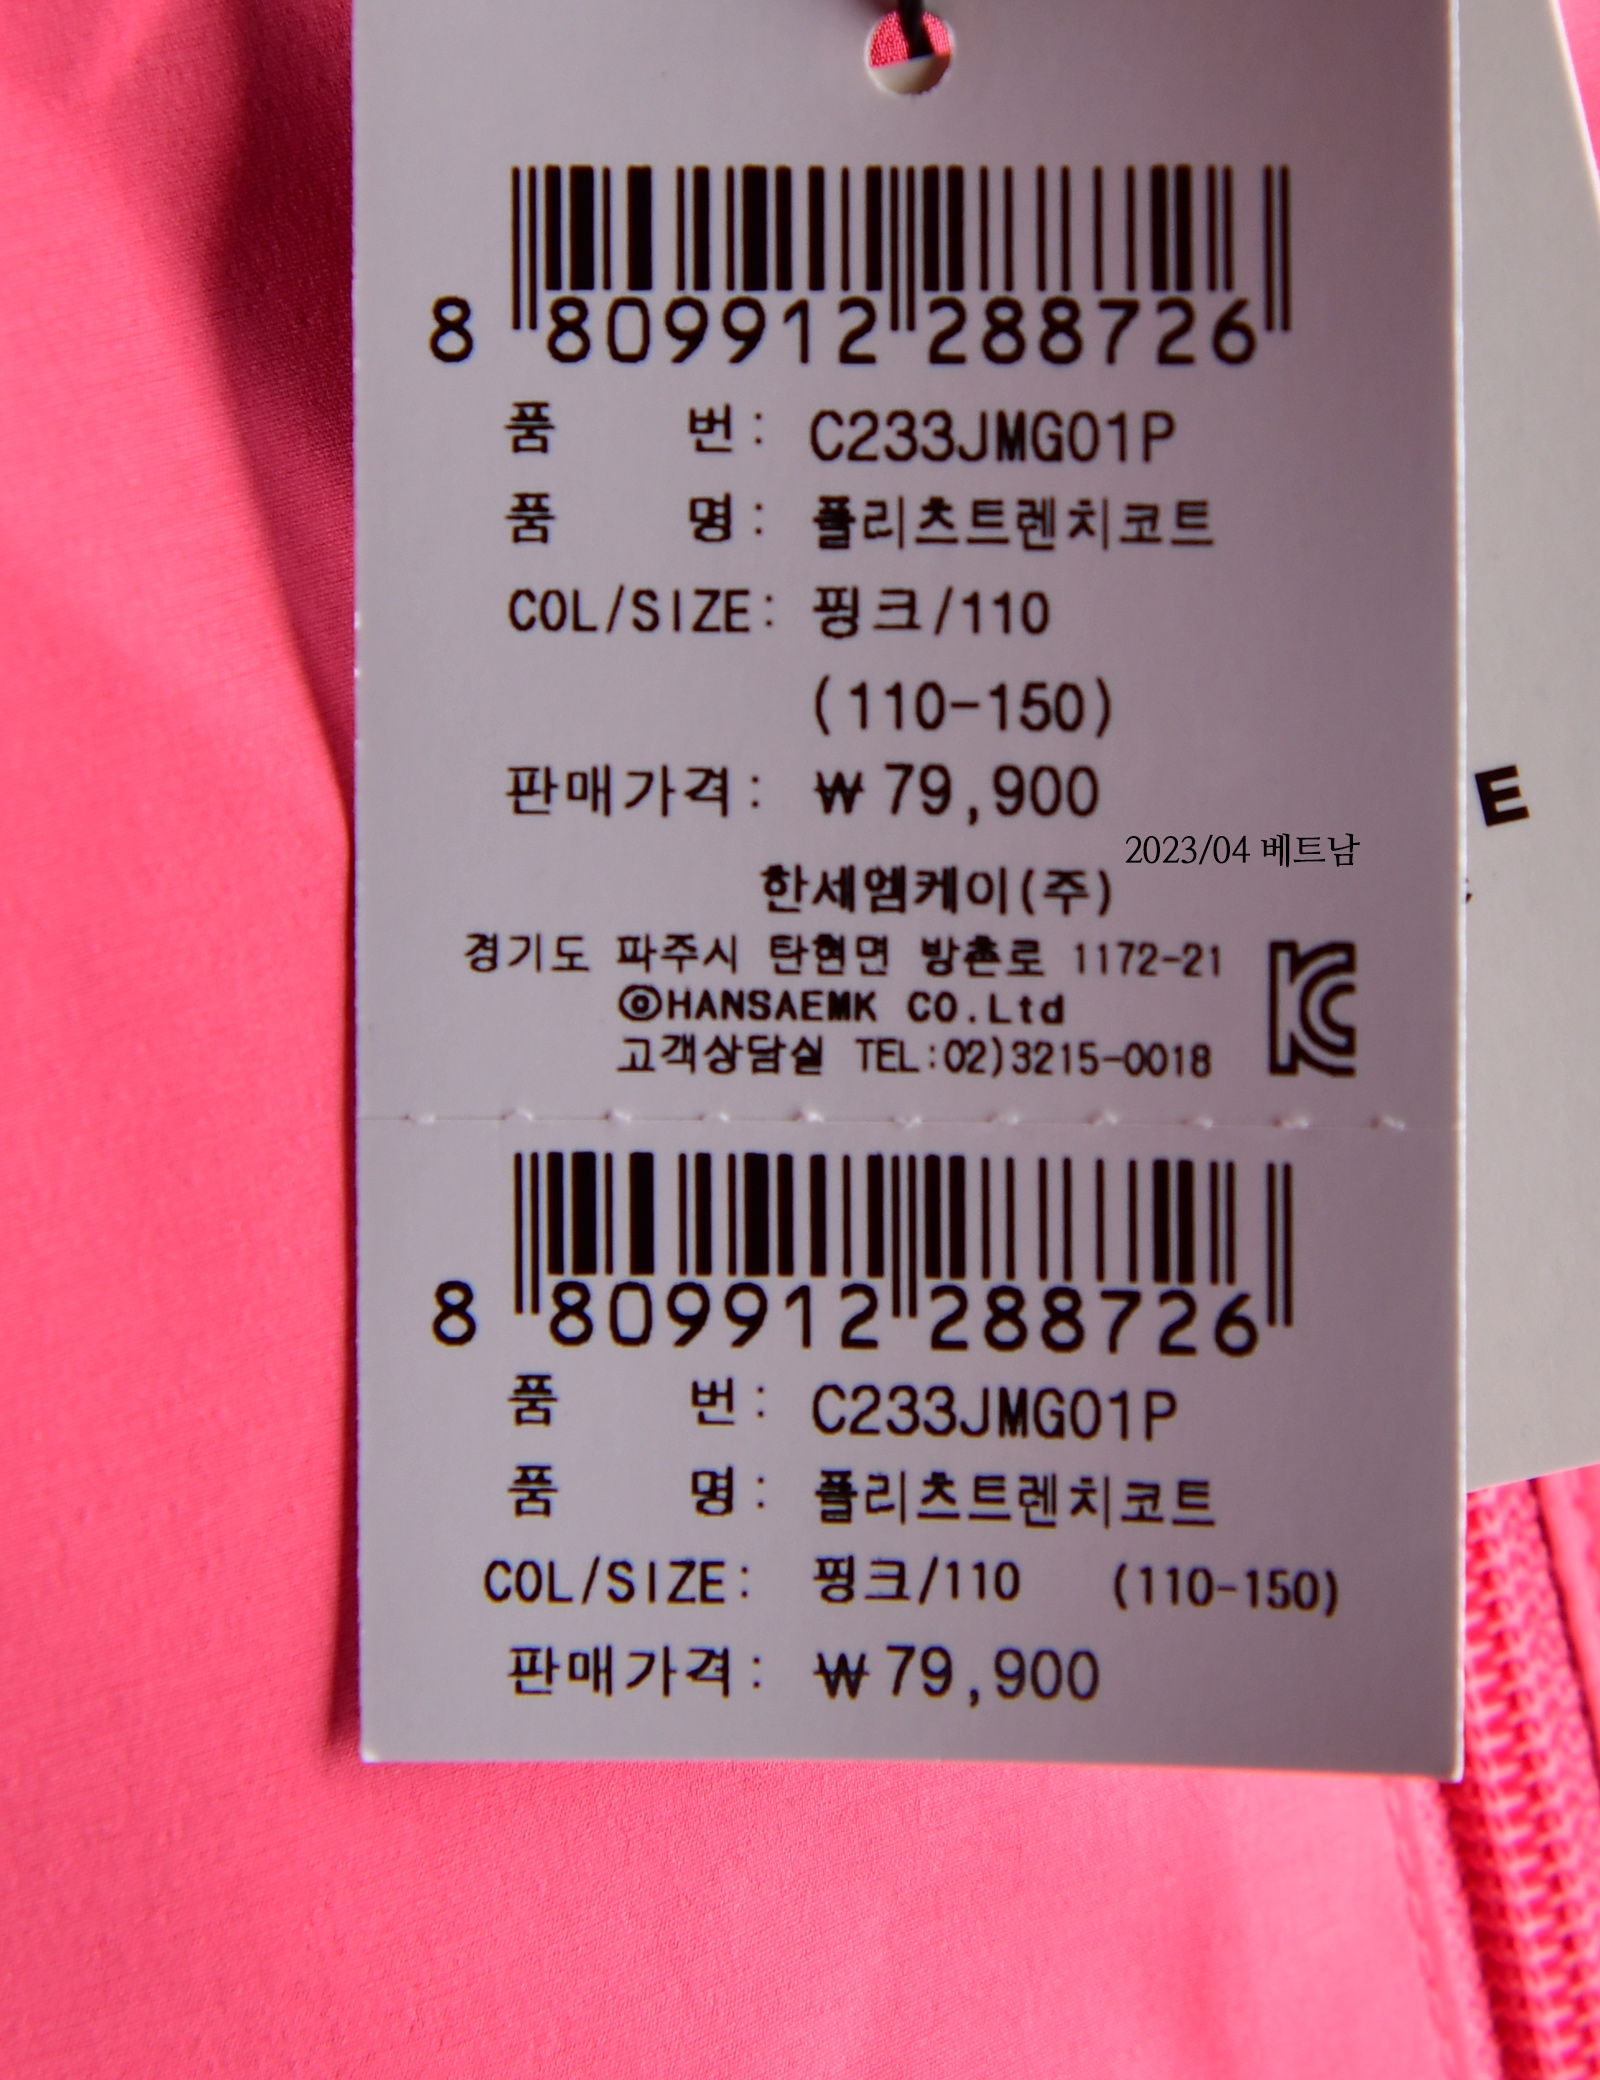 8 809912 288726
품 번: C233JMG01P
품 명: 플리츠트렌치코트
COL/SIZE: 핑크/110
(110-150)
판매가격: ₩ 79,900
2023/04 베트남
한세엠케이(주)
경기도 파주시 탄현면 방촌로 1172-21
©HANSAEMK CO.Ltd
고객상담실 TEL:02)3215-0018
8 809912 288726
품 번: C233JMG01P
품 명: 플리츠트렌치코트
COL/SIZE: 핑크/110 (110-150)
판매가격: ₩ 79,900
E